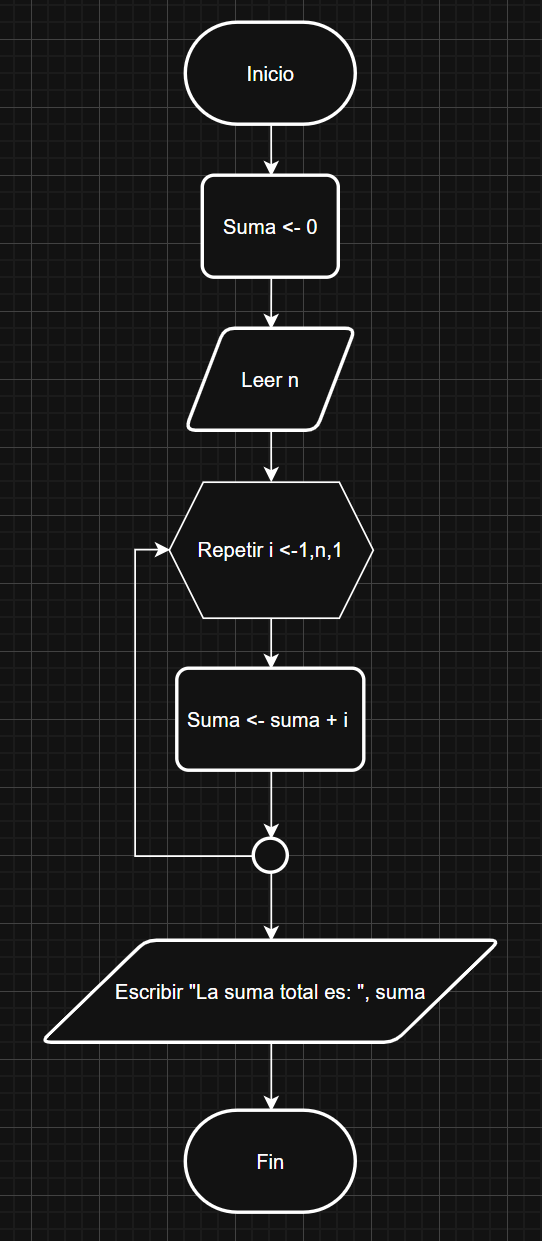 Inicio
Suma <- 0
Leer n
Repetir i <-1,n,1
Suma <- suma + i
Escribir "La suma total es: ", suma
Fin